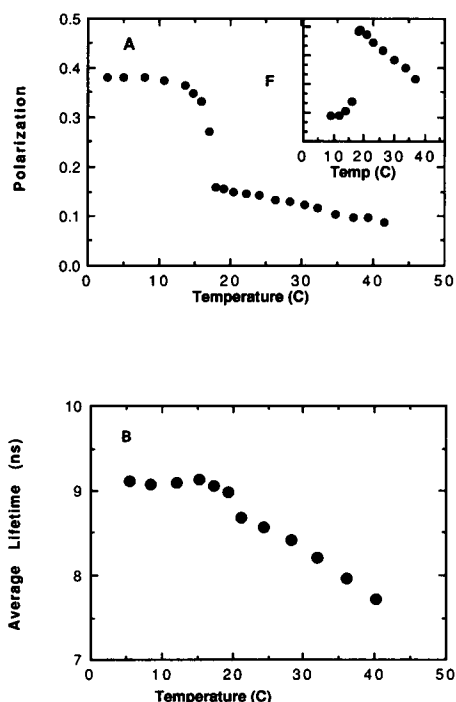 0.5
A
0.4
F
0.3
Polarization
0 10 20 30 40
Temp (C)
0.2
0.1
0.0
0 10 20 30 40 50
Temperature (C)
10
B
9
Average Lifetime (ns)
8
7
0 10 20 30 40 50
Temperature (C)